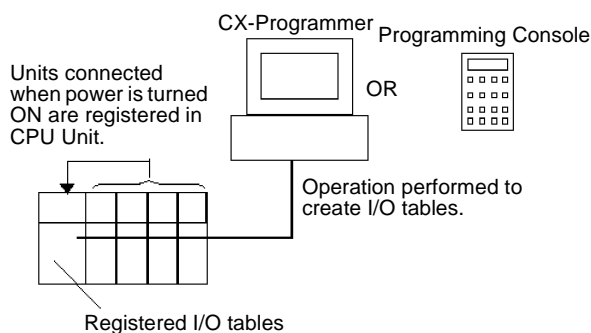 CX-Programmer
Programming Console
OR
Units connected
when power is turned
ON are registered in
CPU Unit.
Operation performed to
create I/O tables.
Registered I/O tables